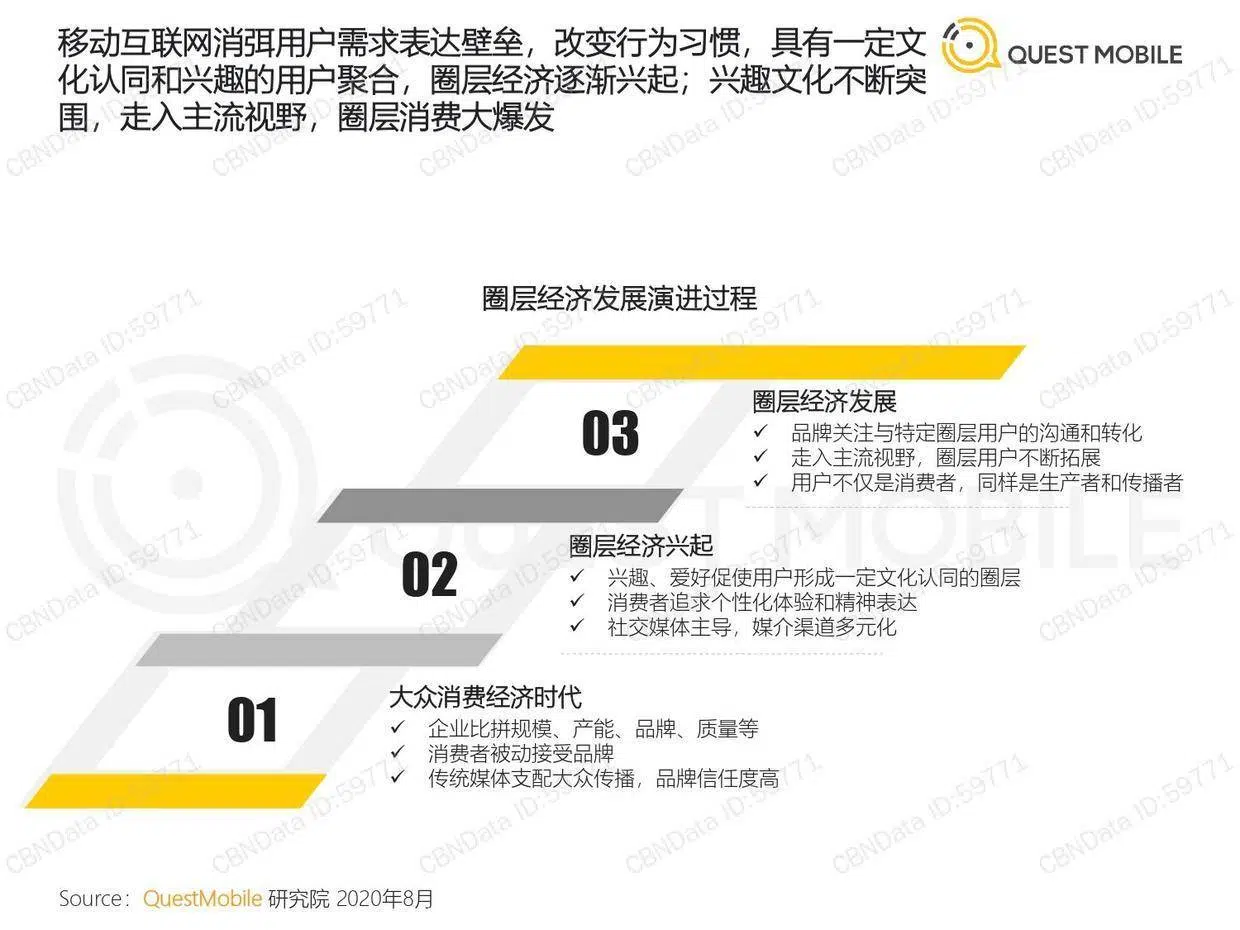 移动互联网消弭用户需求表达壁垒，改变行为习惯，具有一定文
化认同和兴趣的用户聚合，圈层经济逐渐兴起；兴趣文化不断突
围，走入主流视野，圈层消费大爆发
QUEST MOBILE
圈层经济发展演进过程
03
圈层经济发展
✓ 品牌关注与特定圈层用户的沟通和转化
✓ 走入主流视野，圈层用户不断拓展
✓ 用户不仅是消费者，同样是生产者和传播者
02
圈层经济兴起
✓ 兴趣、爱好促使用户形成一定文化认同的圈层
✓ 消费者追求个性化体验和精神表达
✓ 社交媒体主导，媒介渠道多元化
01
大众消费经济时代
✓ 企业比拼规模、产能、品牌、质量等
✓ 消费者被动接受品牌
✓ 传统媒体支配大众传播，品牌信任度高
Source：QuestMobile 研究院 2020年8月
QUEST MOBILE
CBNData ID:59771